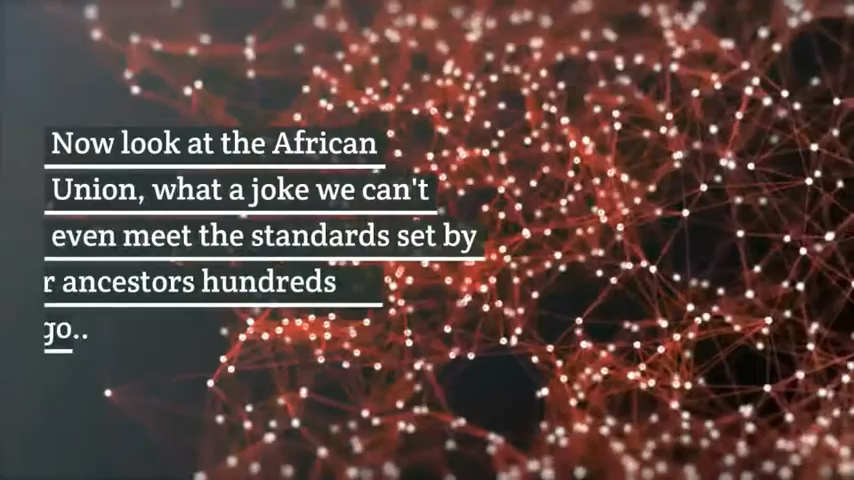 Now look at the African
Union, what a joke we can't
even meet the standards set by
r ancestors hundreds
go..